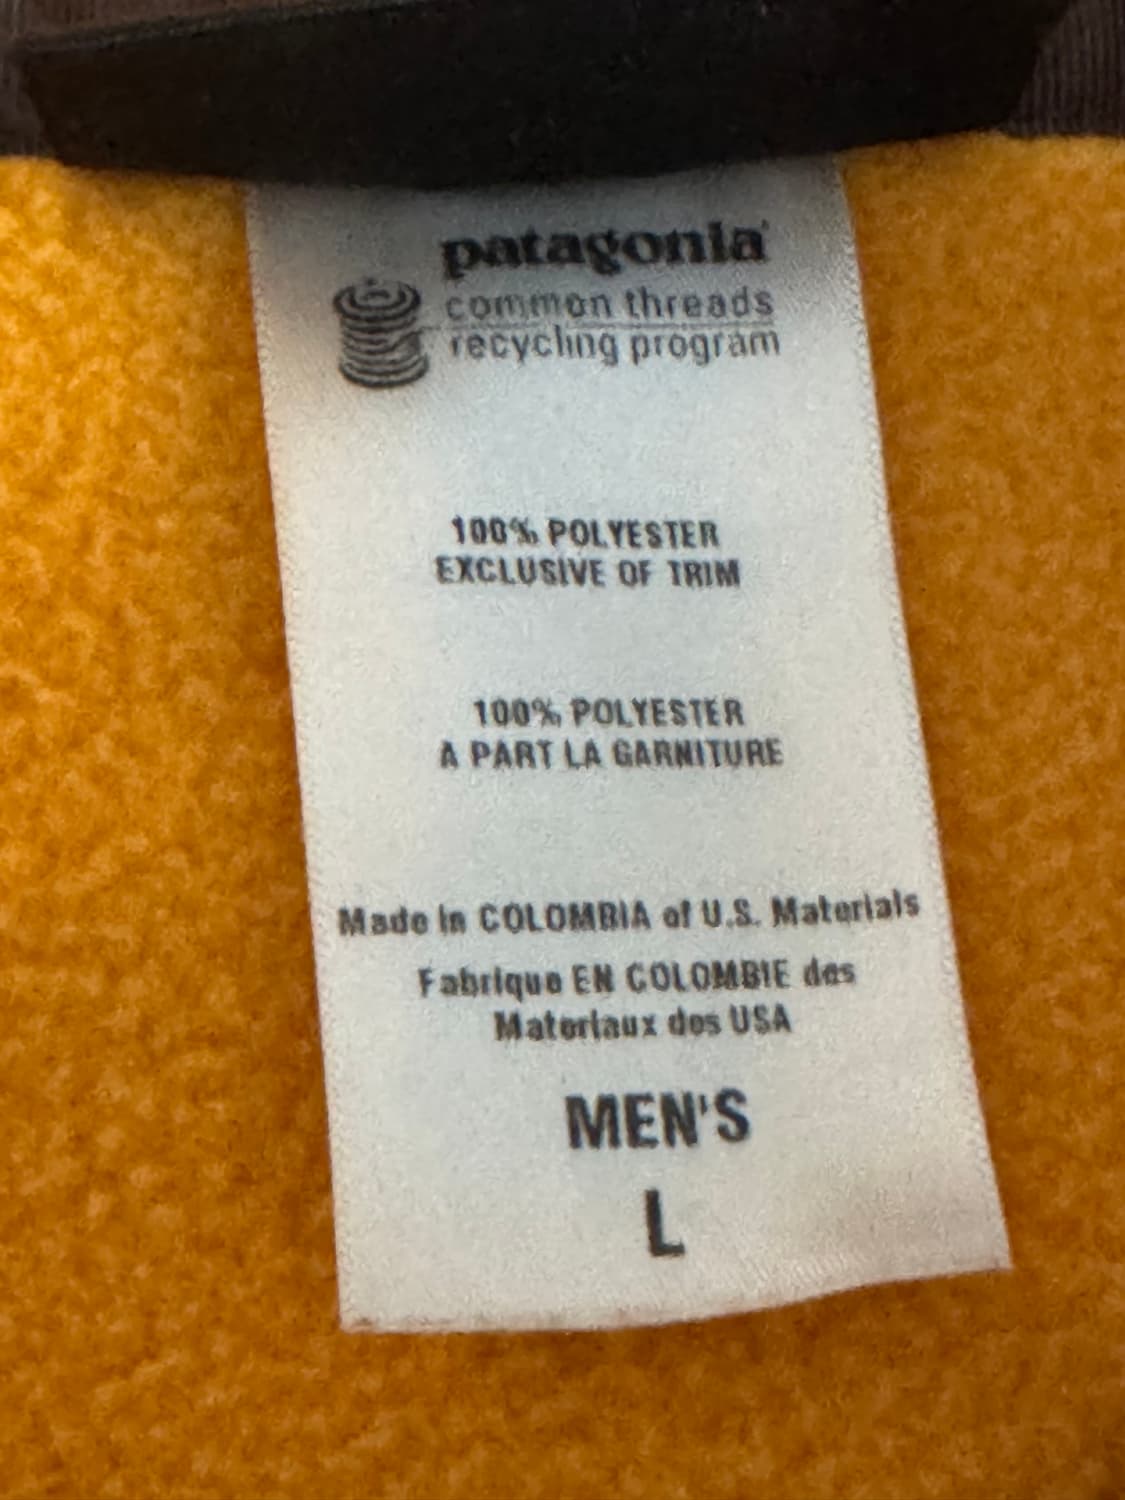 patagonia
common threads
recycling program
100% POLYESTER
EXCLUSIVE OF TRIM
100% POLYESTER
A PART LA GARNITURE
Made in COLOMBIA of U.S. Materials
Fabrique EN COLOMBIE des
Materiaux des USA
MEN'S
L